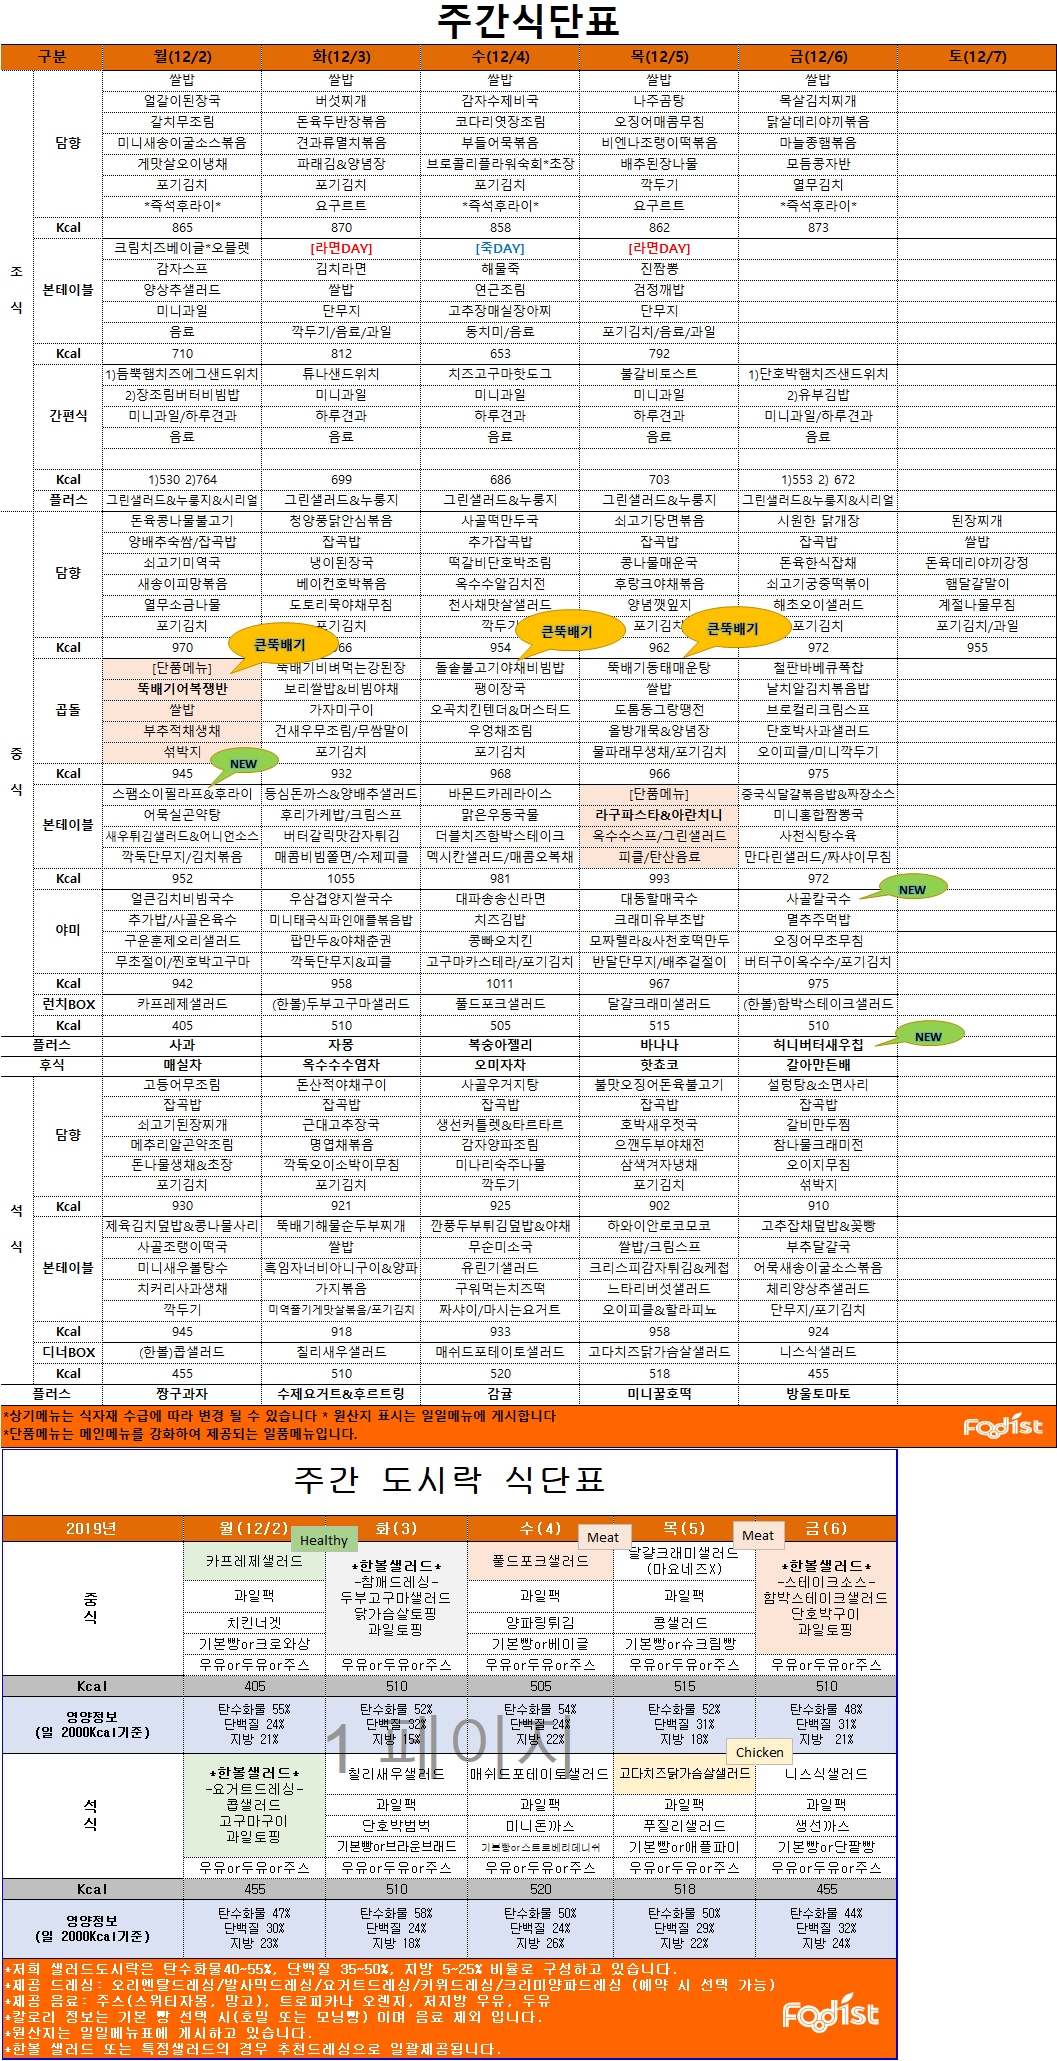 주간식단표
구분 월(12/2) 화(12/3) 수(12/4) 목(12/5) 금(12/6) 토(12/7)
쌀밥 쌀밥 쌀밥 쌀밥 쌀밥
얼갈이된장국 버섯찌개 감자수제비국 나주곰탕 목살김치찌개
담향 갈치무조림 돈육두반장볶음 코다리엿장조림 오징어매콤무침 닭살데리야끼볶음
미니새송이굴소스볶음 견과류멸치볶음 부들어묵볶음 비엔나조랭이떡볶음 마늘종햄볶음
게맛살오이냉채 파래김&양념장 브로콜리플라워숙회*초장 배추된장나물 모듬콩자반
포기김치 포기김치 포기김치 깍두기 열무김치
*즉석후라이* 요구르트 *즉석후라이* 요구르트 *즉석후라이*
Kcal 865 870 858 862 873
크림치즈베이글*오믈렛 [라면DAY] [죽DAY] [라면DAY]
조식 감자스프 김치라면 해물죽 진짬뽕
본테이블 양상추샐러드 쌀밥 연근조림 검정깨밥
미니과일 단무지 고추장매실장아찌 단무지
음료 깍두기/음료/과일 동치미/음료 포기김치/음료/과일
Kcal 710 812 653 792
1)듬뿍햄치즈에그샌드위치 튜나샌드위치 치즈고구마핫도그 불갈비토스트 1)단호박햄치즈샌드위치
2)장조림버터비빔밥 미니과일 미니과일 미니과일 2)유부김밥
간편식 미니과일/하루견과 하루견과 하루견과 하루견과 미니과일/하루견과
음료 음료 음료 음료 음료
Kcal 1)530 2)764 699 686 703 1)553 2) 672
플러스 그린샐러드&누룽지&시리얼 그린샐러드&누룽지 그린샐러드&누룽지 그린샐러드&누룽지 그린샐러드&누룽지&시리얼
돈육콩나물불고기 청양풍닭안심볶음 사골떡만두국 쇠고기당면볶음 시원한 닭개장 된장찌개
양배추숙쌈/잡곡밥 잡곡밥 추가잡곡밥 잡곡밥 잡곡밥 쌀밥
담향 쇠고기미역국 냉이된장국 떡갈비단호박조림 콩나물매운국 돈육한식잡채 돈육데리야끼강정
새송이피망볶음 베이컨호박볶음 옥수수알김치전 후랑크야채볶음 쇠고기궁중떡볶이 햄달걀말이
열무소금나물 도토리묵야채무침 천사채맛살샐러드 양념깻잎지 해초오이샐러드 계절나물무침
포기김치 포기김치 깍두기 포기김치 포기김치 포기김치/과일
큰뚝배기 큰뚝배기 큰뚝배기
Kcal 970 66 954 962 972 955
[단품메뉴] 뚝배기비벼먹는강된장 돌솥불고기야채비빔밥 뚝배기동태매운탕 철판바베큐폭찹
뚝배기어복쟁반 보리쌀밥&비빔야채 팽이장국 쌀밥 날치알김치볶음밥
곱돌 쌀밥 가자미구이 오곡치킨텐더&머스터드 도톰동그랑땡전 브로컬리크림스프
부추적채생채 건새우무조림/무쌈말이 우엉채조림 올방개묵&양념장 단호박사과샐러드
중식 섞박지 포기김치 포기김치 물파래무생채/포기김치 오이피클/미니깍두기
NEW
Kcal 945 932 968 966 975
스팸소이필라프&후라이 등심돈까스&양배추샐러드 바몬드카레라이스 [단품메뉴] 중국식달걀볶음밥&짜장소스
어묵실곤약탕 후리가케밥/크림스프 맑은우동국물 라구파스타&아란치니 미니홍합짬뽕국
본테이블 새우튀김샐러드&어니언소스 버터갈릭맛감자튀김 더블치즈함박스테이크 옥수수스프/그린샐러드 사천식탕수육
깍둑단무지/김치볶음 매콤비빔쫄면/수제피클 멕시칸샐러드/매콤오복채 피클/탄산음료 만다린샐러드/짜샤이무침
Kcal 952 1055 981 993 972
NEW
얼큰김치비빔국수 우삼겹양지쌀국수 대파송송신라면 대동할매국수 사골칼국수
야미 추가밥/사골온육수 미니태국식파인애플볶음밥 치즈김밥 크래미유부초밥 멸추주먹밥
구운훈제오리샐러드 팝만두&야채춘권 콩빠오치킨 모짜렐라&사천호떡만두 오징어무초무침
무초절이/찐호박고구마 깍둑단무지&피클 고구마카스테라/포기김치 반달단무지/배추겉절이 버터구이옥수수/포기김치
Kcal 942 958 1011 967 975
런치BOX 카프레제샐러드 (한볼)두부고구마샐러드 풀드포크샐러드 달걀크래미샐러드 (한볼)함박스테이크샐러드
Kcal 405 510 505 515 510
NEW
플러스 사과 자몽 복숭아젤리 바나나 허니버터새우칩
후식 매실차 옥수수수염차 오미자차 핫쵸코 갈아만든배
고등어무조림 돈산적야채구이 사골우거지탕 불맛오징어돈육불고기 설렁탕&소면사리
잡곡밥 잡곡밥 잡곡밥 잡곡밥 잡곡밥
담향 쇠고기된장찌개 근대고추장국 생선커틀렛&타르타르 호박새우젓국 갈비만두찜
메추리알곤약조림 명엽채볶음 감자양파조림 으깬두부야채전 참나물크래미전
돈나물생채&초장 깍둑오이소박이무침 미나리숙주나물 삼색겨자냉채 오이지무침
포기김치 포기김치 깍두기 포기김치 섞박지
Kcal 930 921 925 902 910
석식 제육김치덮밥&콩나물사리 뚝배기해물순두부찌개 깐풍두부튀김덮밥&야채 하와이안로코모코 고추잡채덮밥&꽃빵
사골조랭이떡국 쌀밥 무순미소국 쌀밥/크림스프 부추달걀국
본테이블 미니새우볼탕수 흑임자너비아니구이&양파 유린기샐러드 크리스피감자튀김&케첩 어묵새송이굴소스볶음
치커리사과생채 가지볶음 구워먹는치즈떡 느타리버섯샐러드 체리양상추샐러드
깍두기 미역줄기게맛살볶음/포기김치 짜샤이/마시는요거트 오이피클&할라피뇨 단무지/포기김치
Kcal 945 918 933 958 924
디너BOX (한볼)콥샐러드 칠리새우샐러드 매쉬드포테이토샐러드 고다치즈닭가슴살샐러드 니스식샐러드
Kcal 455 510 520 518 455
플러스 짱구과자 수제요거트&후르트링 감귤 미니꿀호떡 방울토마토
*상기메뉴는 식자재 수급에 따라 변경 될 수 있습니다 * 원산지 표시는 일일메뉴에 게시합니다
*단품메뉴는 메인메뉴를 강화하여 제공되는 일품메뉴입니다.
Fodist
주간 도시락 식단표
2019년 월(12/2) 화(3) 수(4) 목(5) 금(6)
Healthy Meat Meat
카프레제샐러드 *한볼샐러드* 풀드포크샐러드 달걀크래미샐러드 *한볼샐러드*
-참깨드레싱- (마요네즈X) -스테이크소스-
중식 과일팩 두부고구마샐러드 과일팩 과일팩 함박스테이크샐러드
치킨너겟 닭가슴살토핑 양파링튀김 콩샐러드 단호박구이
기본빵or크로와상 과일토핑 기본빵or베이글 기본빵or슈크림빵 과일토핑
우유or두유or주스 우유or두유or주스 우유or두유or주스 우유or두유or주스 우유or두유or주스
Kcal 405 510 505 515 510
영양정보 탄수화물 55% 탄수화물 52% 탄수화물 54% 탄수화물 52% 탄수화물 48%
(일 2000Kcal기준) 단백질 24% 단백질 32% 단백질 24% 단백질 31% 단백질 31%
지방 21% 지방 15% 지방 22% 지방 18% 지방 21%
1 페이지
Chicken
*한볼샐러드* 칠리새우샐러드 매쉬드포테이토샐러드 고다치즈닭가슴살샐러드 니스식샐러드
-요거트드레싱-
석식 콥샐러드 과일팩 과일팩 과일팩 과일팩
고구마구이 단호박범벅 미니돈까스 푸질리샐러드 생선까스
과일토핑 기본빵or브라운브래드 기본빵or스트로베리데니쉬 기본빵or애플파이 기본빵or단팥빵
우유or두유or주스 우유or두유or주스 우유or두유or주스 우유or두유or주스 우유or두유or주스
Kcal 455 510 520 518 455
영양정보 탄수화물 47% 탄수화물 58% 탄수화물 50% 탄수화물 50% 탄수화물 44%
(일 2000Kcal기준) 단백질 30% 단백질 24% 단백질 24% 단백질 29% 단백질 32%
지방 23% 지방 18% 지방 26% 지방 22% 지방 24%
*저희 샐러드도시락은 탄수화물40~55%, 단백질 35~50%, 지방 5~25% 비율로 구성하고 있습니다.
*제공 드레싱: 오리엔탈드레싱/발사믹드레싱/요거트드레싱/키위드레싱/크리미양파드레싱 (예약 시 선택 가능)
*제공 음료: 주스(스위티자몽, 망고), 트로피카나 오렌지, 저지방 우유, 두유
*칼로리 정보는 기본 빵 선택 시(호밀 또는 모닝빵) 이며 음료 제외 입니다.
*원산지는 일일메뉴표에 게시하고 있습니다.
*한볼 샐러드 또는 특정샐러드의 경우 추천드레싱으로 일괄제공됩니다.
Fodist